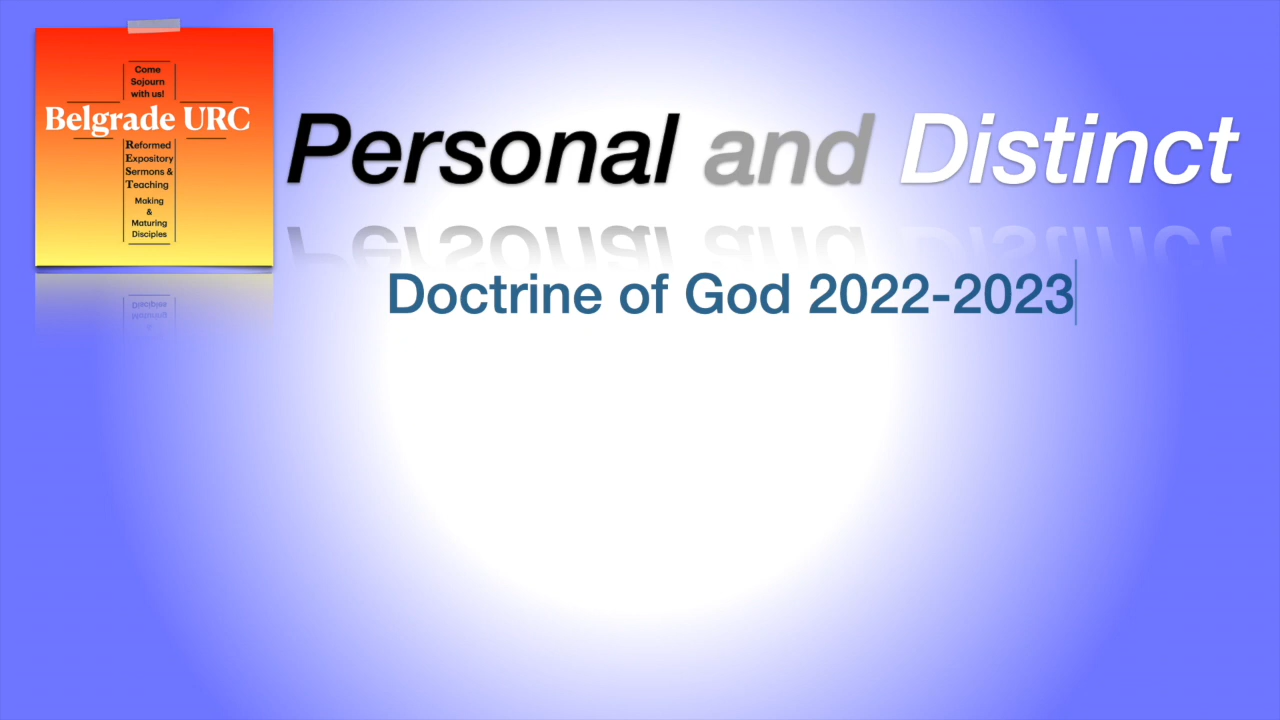 Come
Sojourn
with us!
Belgrade URC
Reformed
Expository
Sermons &
Teaching
Making
&
Maturing
Disciples
Personal and Distinct
Doctrine of God 2022-2023